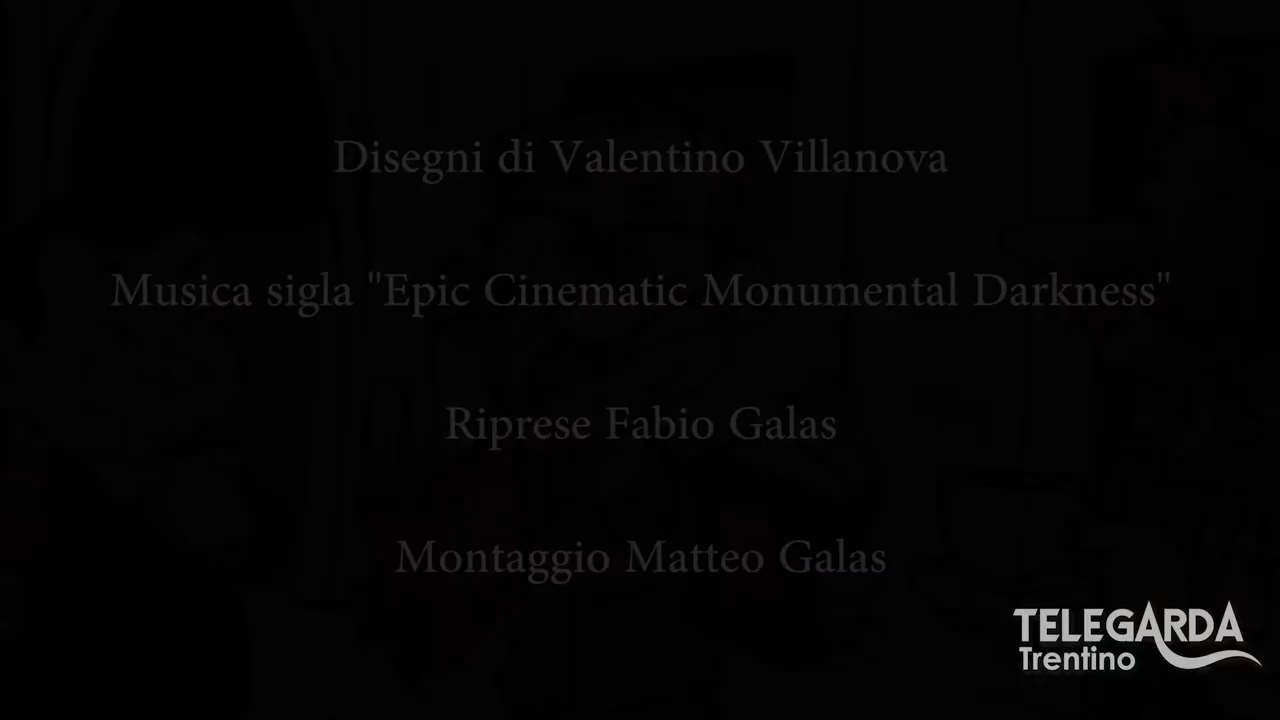 Disegni di Valentino Villanova
Musica sigla "Epic Cinematic Monumental Darkness"
Riprese Fabio Galas
Montaggio Matteo Galas
TELEGARDA
Trentino